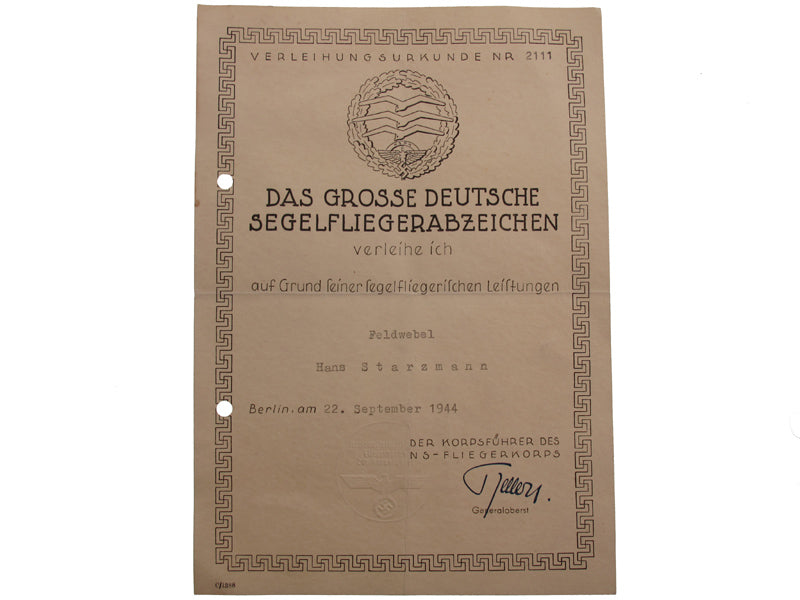 VERLEIHUNGSURKUNDE NR 2111
DAS GROSSE DEUTSCHE
SEGELFLIEGERABZEICHEN
verleihe ich
auf Grund ſeiner ſegelfliegeriſchen Leiſtungen
Feldwebel
Hans Starzmann
Berlin, am 22. September 1944
DER KORPSFÜHRER DES
NS-FLIEGERKORPS
Generaloberst